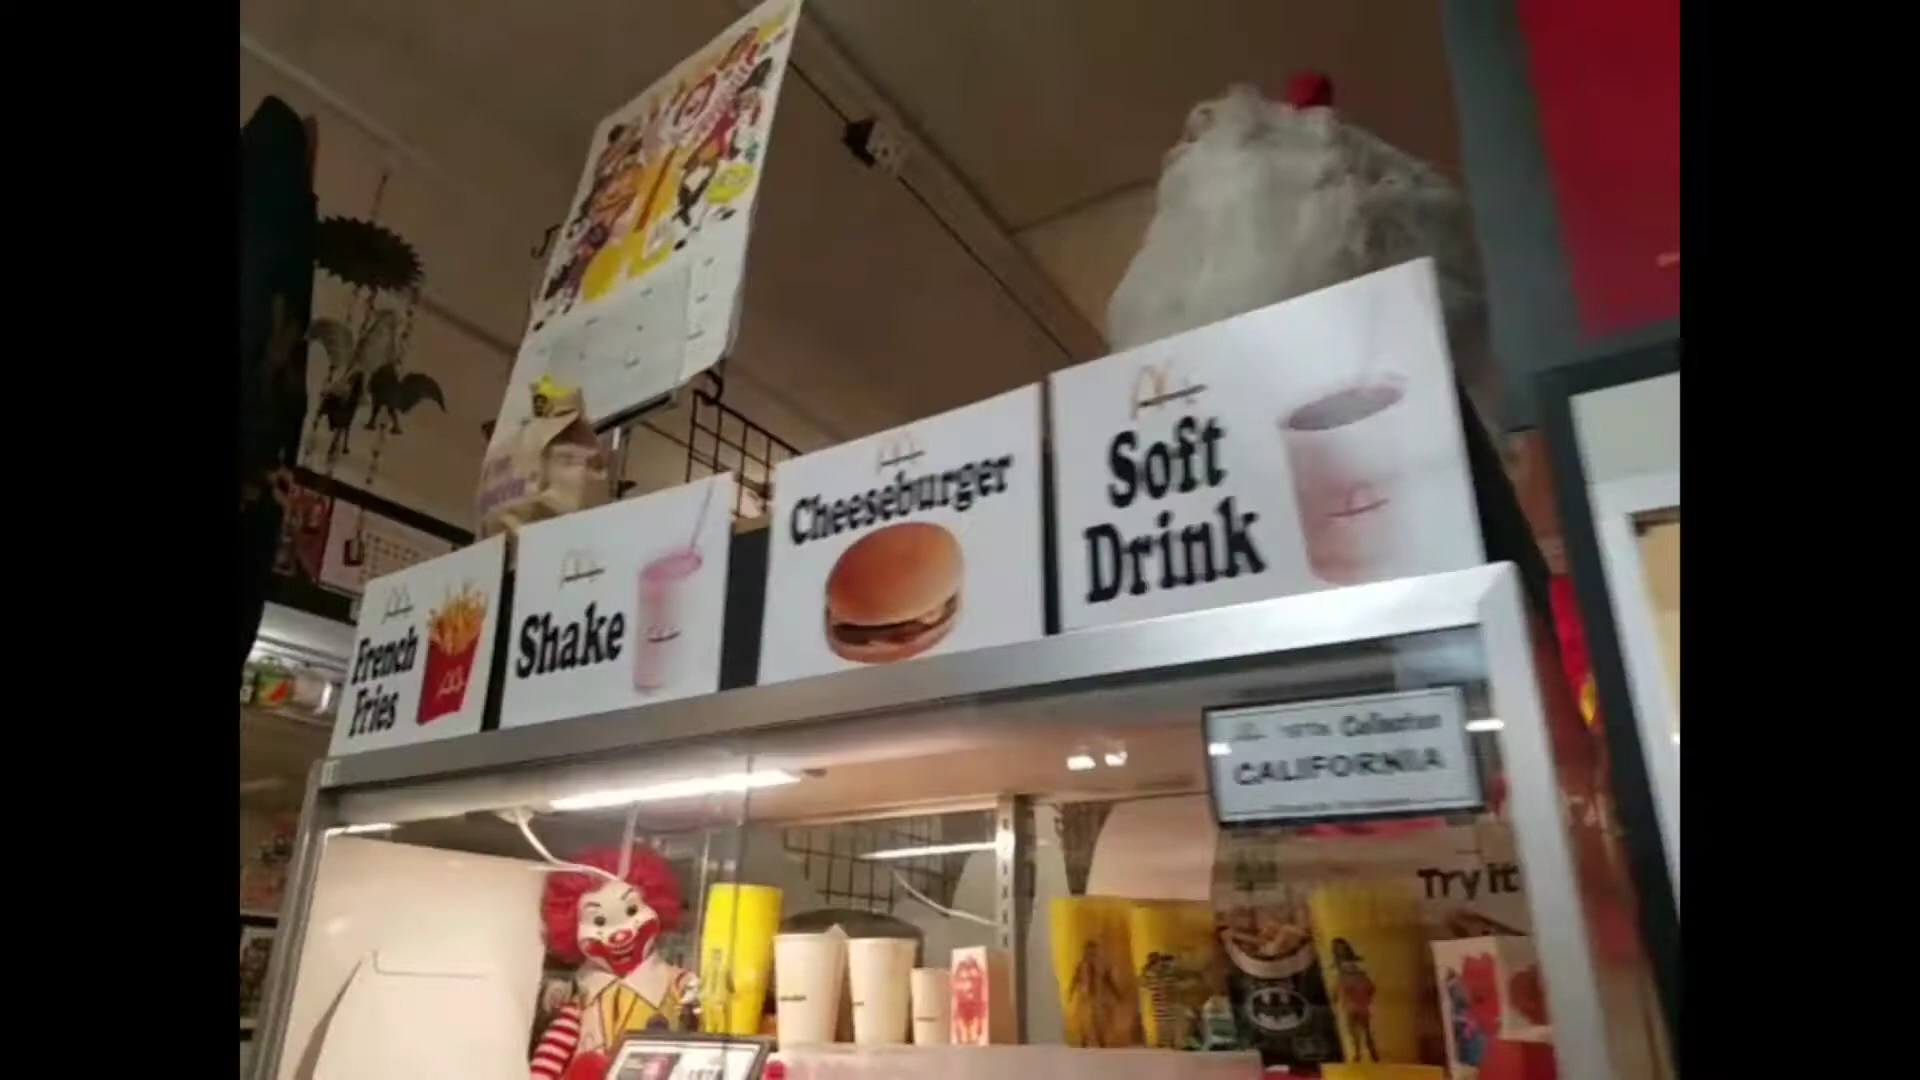 French
Fries
Shake
Cheeseburger
Soft
Drink
Collection
CALIFORNIA
Try it